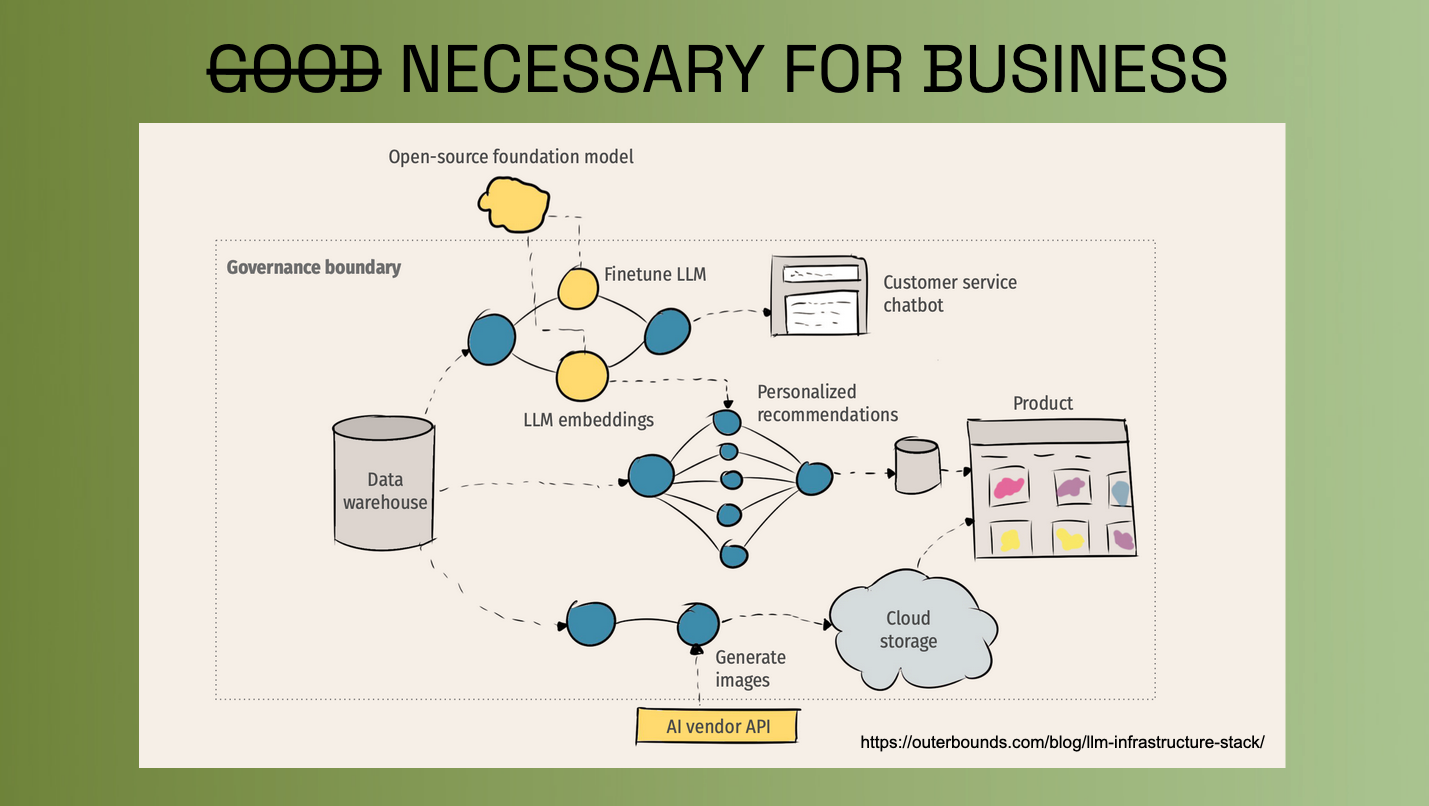 GOOD NECESSARY FOR BUSINESS
Open-source foundation model
Governance boundary
Finetune LLM
Customer service
chatbot
LLM embeddings
Personalized
recommendations
Product
Data
warehouse
Cloud
storage
Generate
images
AI vendor API
https://outerbounds.com/blog/llm-infrastructure-stack/